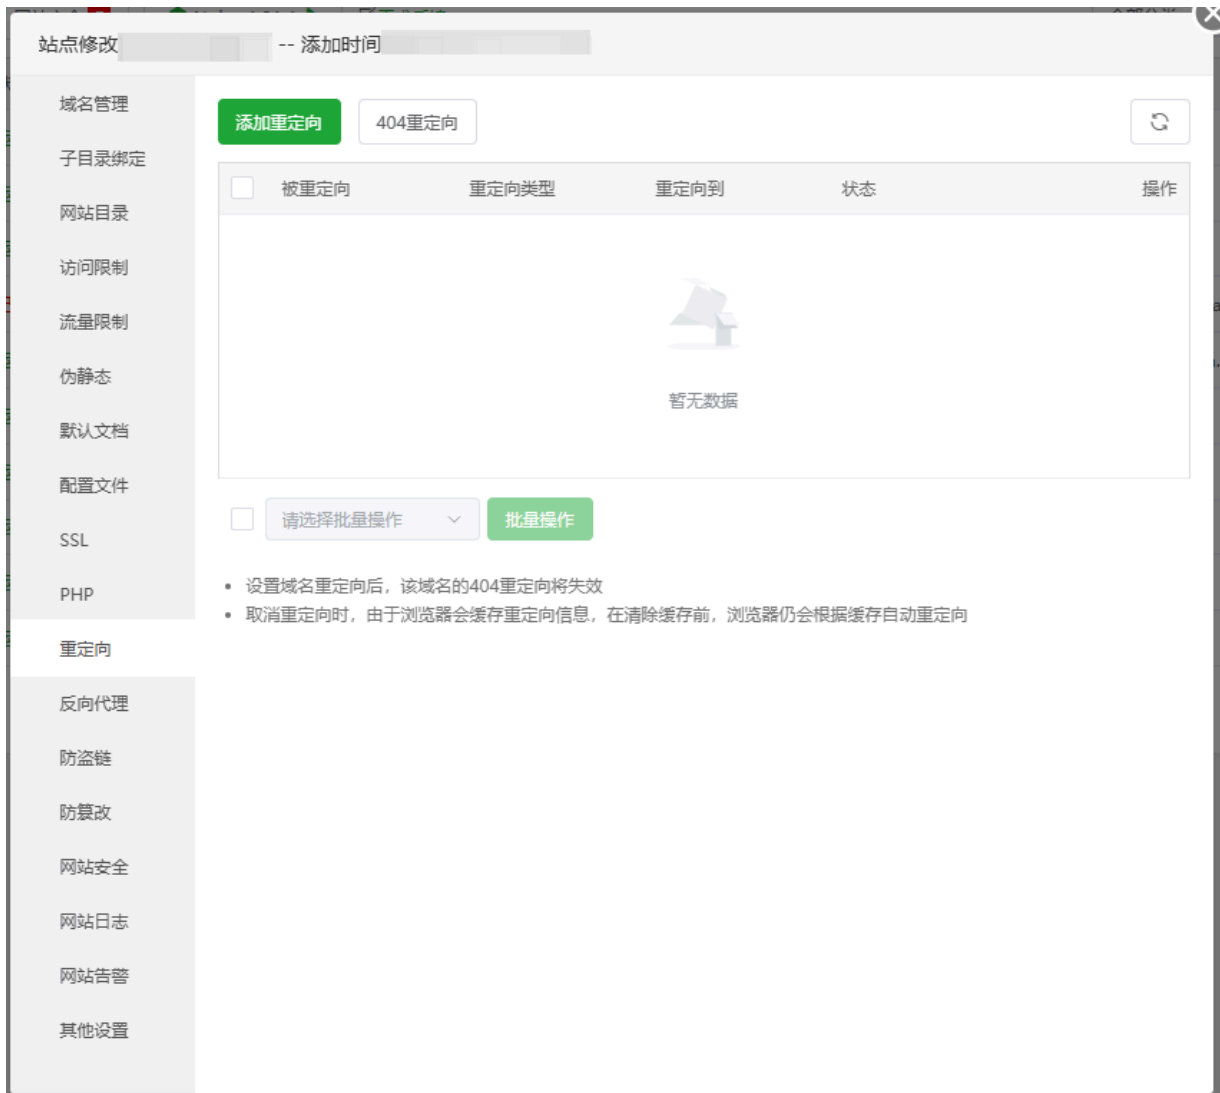 站点修改 -- 添加时间
域名管理
子目录绑定
网站目录
访问限制
流量限制
伪静态
默认文档
配置文件
SSL
PHP
重定向
反向代理
防盗链
防篡改
网站安全
网站日志
网站告警
其他设置
添加重定向 404重定向
被重定向 重定向类型 重定向到 状态 操作
暂无数据
请选择批量操作 批量操作
设置域名重定向后，该域名的404重定向将失效
取消重定向时，由于浏览器会缓存重定向信息，在清除缓存前，浏览器仍会根据缓存自动重定向